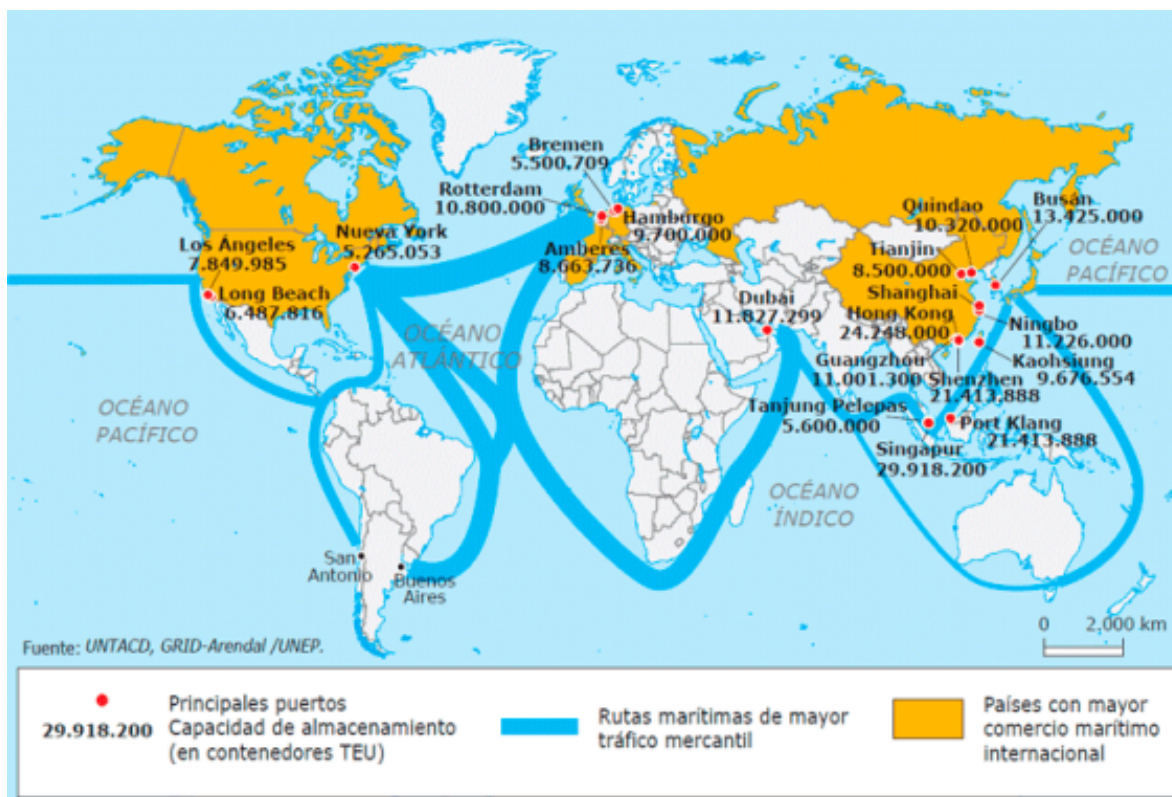 Bremen
5.500.709
Rotterdam
10.800.000
Hamburgo
9.700.000
Amberes
8.663.736
Nueva York
5.265.053
Los Ángeles
7.849.985
Long Beach
6.487.816
Quindao
10.320.000
Busán
13.425.000
Tianjin
8.500.000
Shanghai
Hong Kong
24.248.000
Ningbo
11.226.000
Kaohsiung
9.676.554
Dubái
11.827.299
Guangzhou
11.001.300
Shenzhen
21.413.888
Tanjung Pelepas
5.600.000
Port Klang
21.413.888
Singapur
29.918.200
OCÉANO
PACÍFICO
OCÉANO
ATLÁNTICO
OCÉANO
PACÍFICO
OCÉANO
ÍNDICO
San
Antonio
Buenos
Aires
Fuente: UNTACD, GRID-Arendal /UNEP.
0 2.000 km
29.918.200
Principales puertos
Capacidad de almacenamiento
(en contenedores TEU)
Rutas marítimas de mayor
tráfico mercantil
Países con mayor
comercio marítimo
internacional